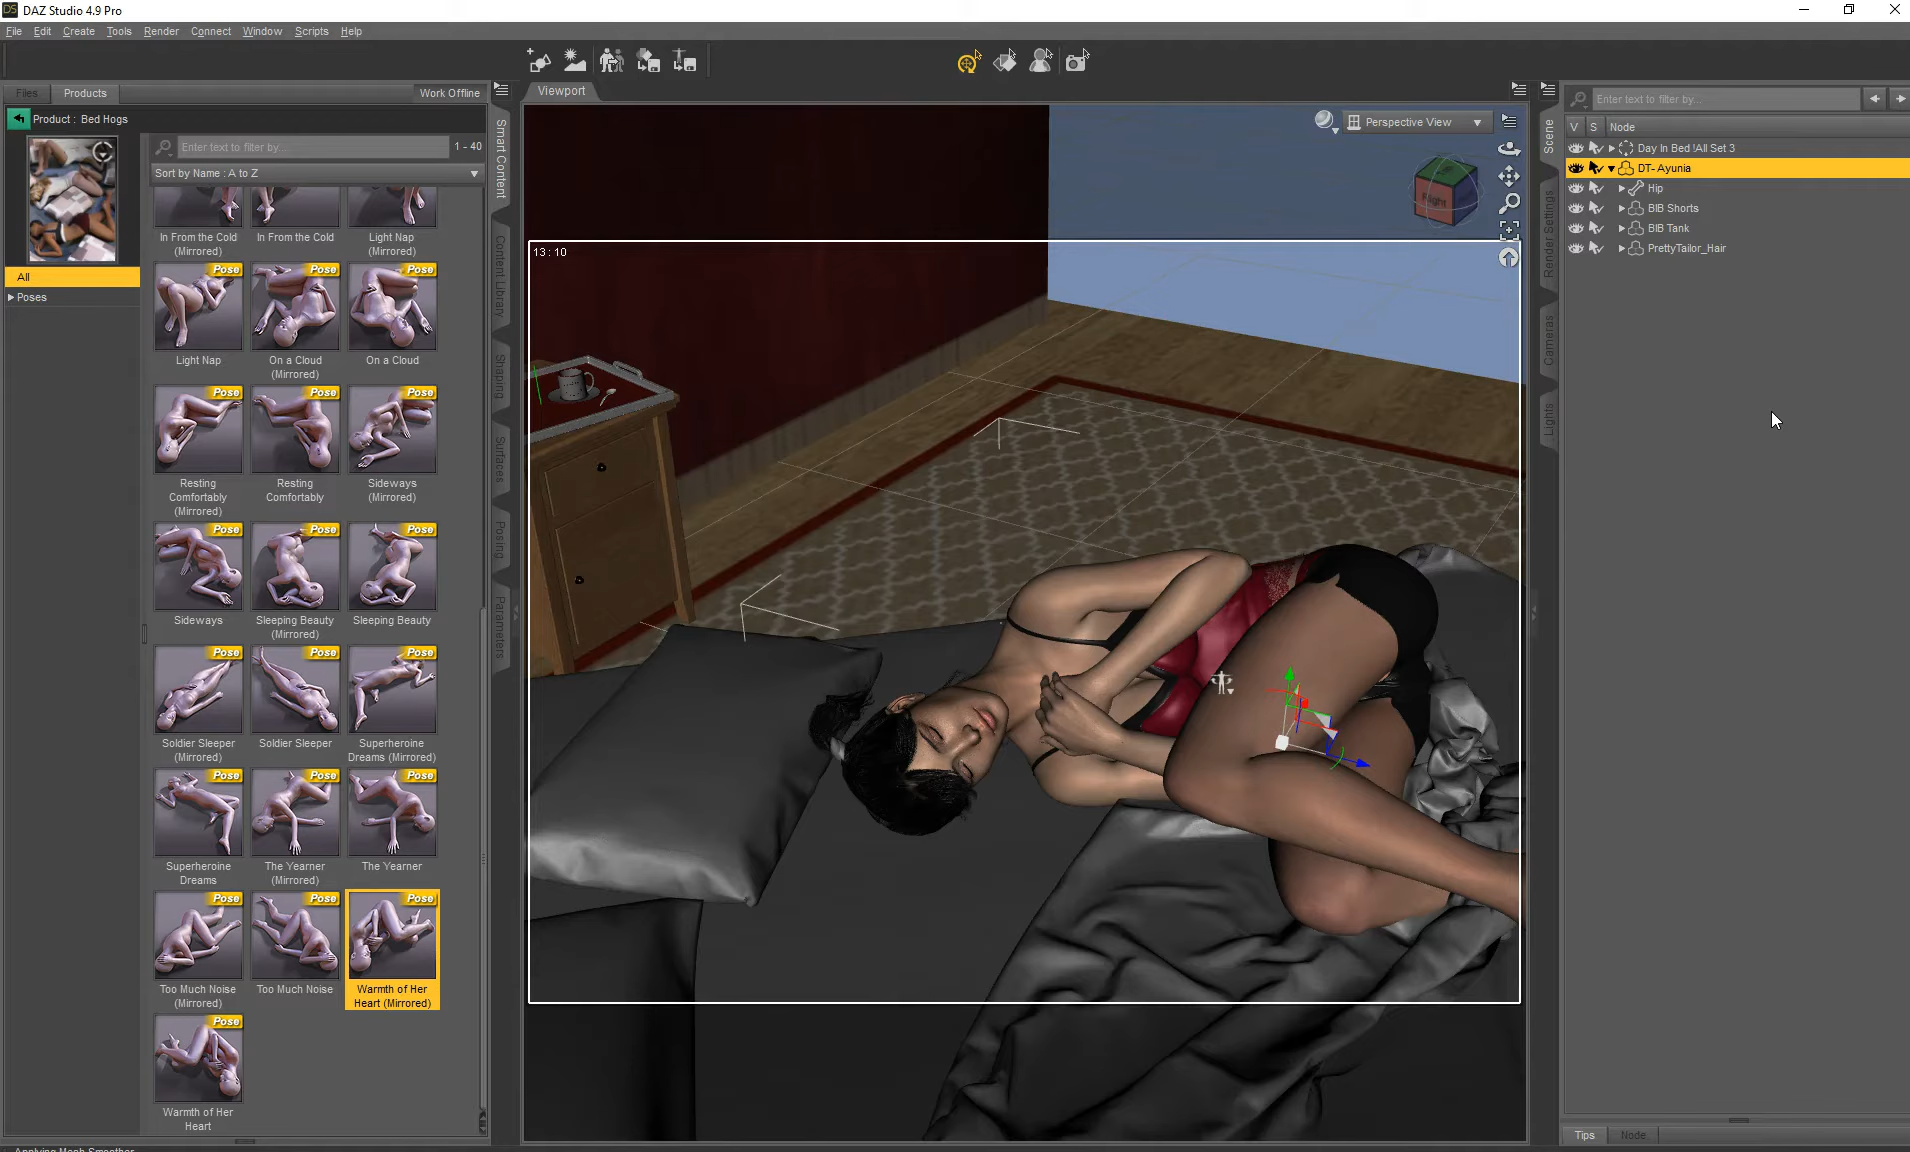 DAZ Studio 4.9 Pro
File Edit Create Tools Render Connect Window Scripts Help
Files Products Work Offline
Product : Bed Hogs
Enter text to filter by... 1 - 40
Sort by Name : A to Z
All
Poses
In From the Cold (Mirrored)
In From the Cold
Light Nap (Mirrored)
Pose Pose Pose
Light Nap
On a Cloud (Mirrored)
On a Cloud
Pose Pose Pose
Resting Comfortably (Mirrored)
Resting Comfortably
Sideways (Mirrored)
Pose Pose Pose
Sideways
Sleeping Beauty (Mirrored)
Sleeping Beauty
Pose Pose Pose
Soldier Sleeper (Mirrored)
Soldier Sleeper
Superheroine Dreams (Mirrored)
Pose Pose Pose
Superheroine Dreams
The Yearner (Mirrored)
The Yearner
Pose Pose Pose
Too Much Noise (Mirrored)
Too Much Noise
Warmth of Her Heart (Mirrored)
Pose
Warmth of Her Heart
Applying Mesh Smoother
Smart Content
Content Library
Shaping
Surfaces
Posing
Parameters
Viewport
Perspective View
Right
13 : 10
Scene
Render Settings
Cameras
Lights
Enter text to filter by...
V S Node
Day In Bed !All Set 3
DT- Ayunia
Hip
BIB Shorts
BIB Tank
PrettyTailor_Hair
Tips Node